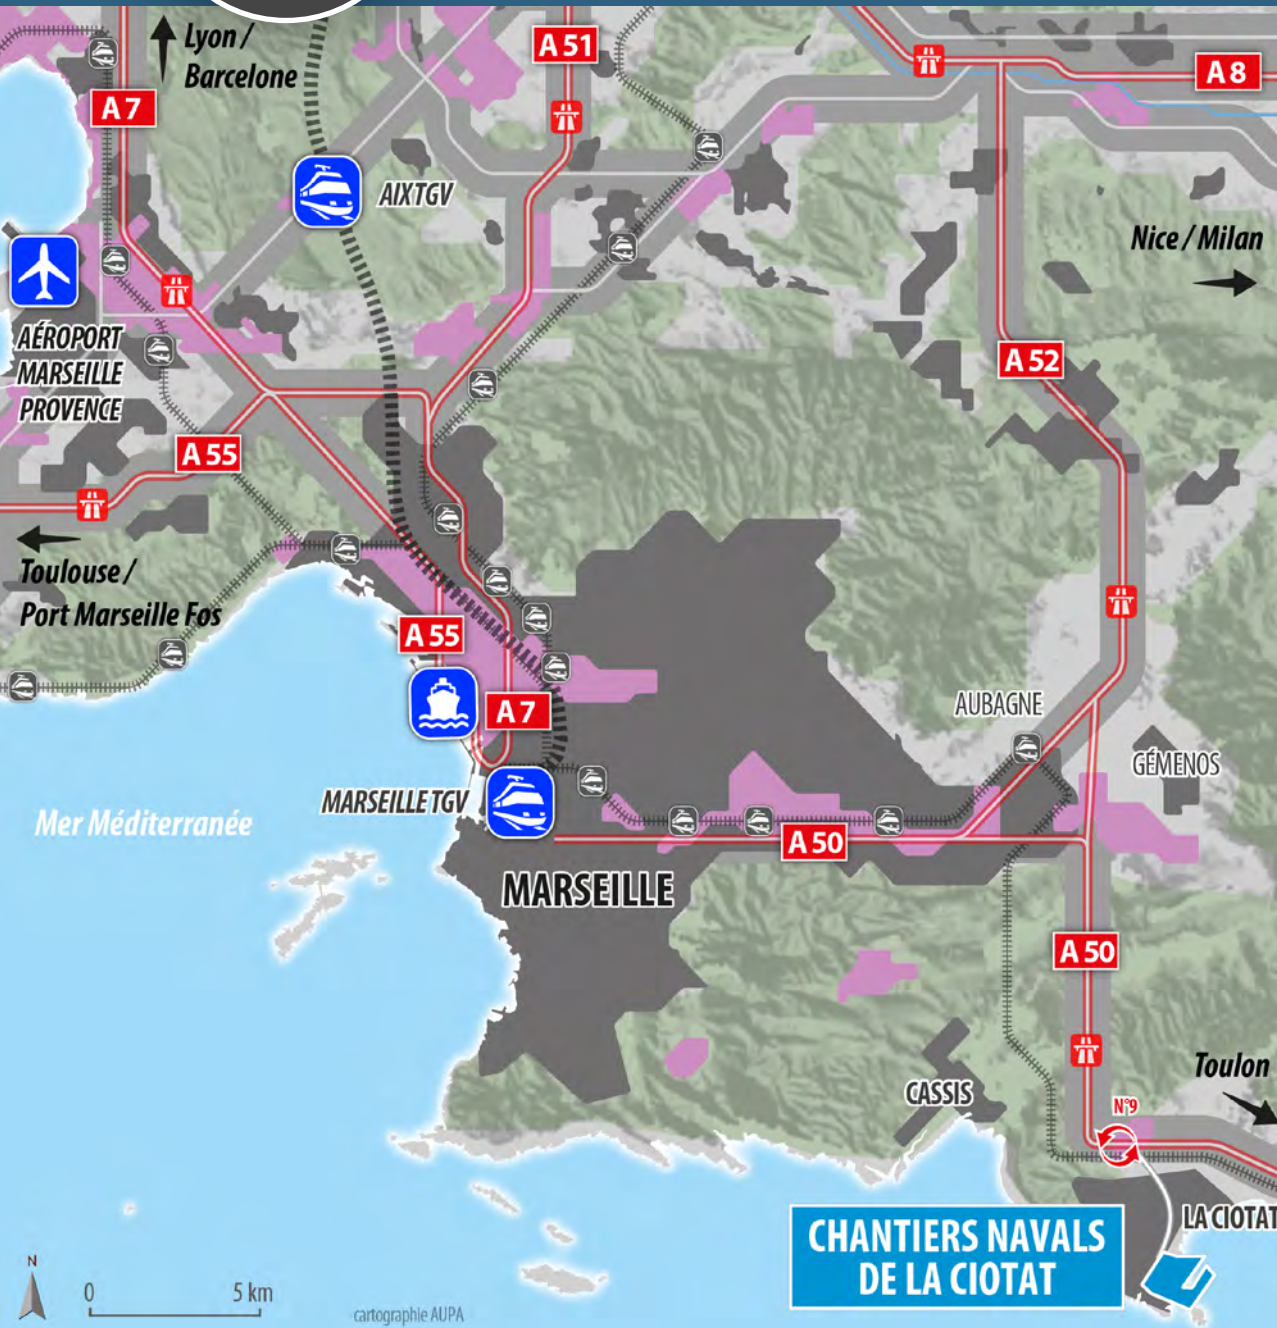 Lyon /
Barcelone
A 51
A 8
A 7
AIX TGV
Nice / Milan
AÉROPORT
MARSEILLE
PROVENCE
A 52
A 55
Toulouse /
Port Marseille Fos
A 55
A 7
AUBAGNE
GÉMENOS
MARSEILLE TGV
Mer Méditerranée
A 50
MARSEILLE
A 50
Toulon
CASSIS
N°9
LA CIOTAT
CHANTIERS NAVALS
DE LA CIOTAT
N
0 5 km
cartographie AUPA